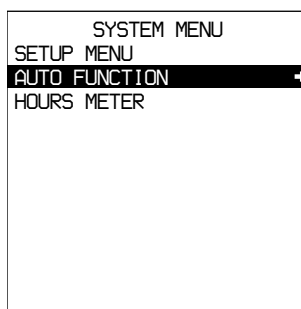 SYSTEM MENU
SETUP MENU
AUTO FUNCTION
HOURS METER